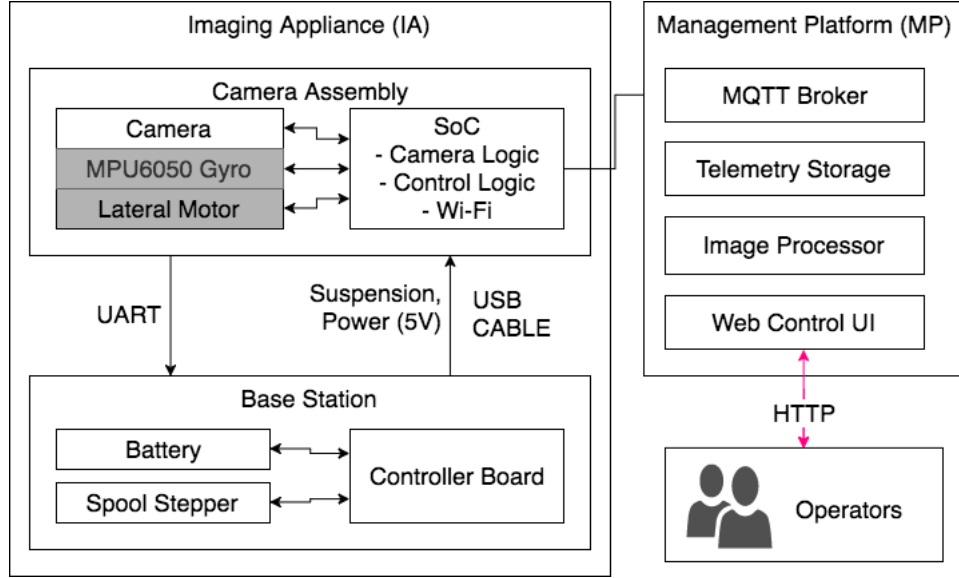 Imaging Appliance (IA)
Camera Assembly
Camera
MPU6050 Gyro
Lateral Motor
SoC
- Camera Logic
- Control Logic
- Wi-Fi
UART
Suspension,
Power (5V)
USB
CABLE
Base Station
Battery
Spool Stepper
Controller Board
Management Platform (MP)
MQTT Broker
Telemetry Storage
Image Processor
Web Control UI
HTTP
Operators